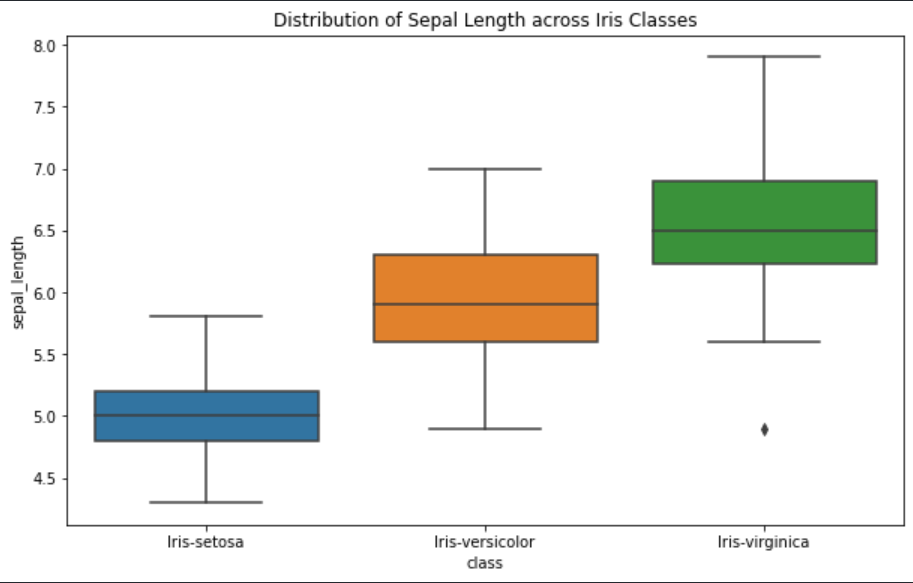 Distribution of Sepal Length across Iris Classes
8.0
7.5
7.0
6.5
6.0
5.5
5.0
4.5
sepal_length
Iris-setosa Iris-versicolor Iris-virginica
class